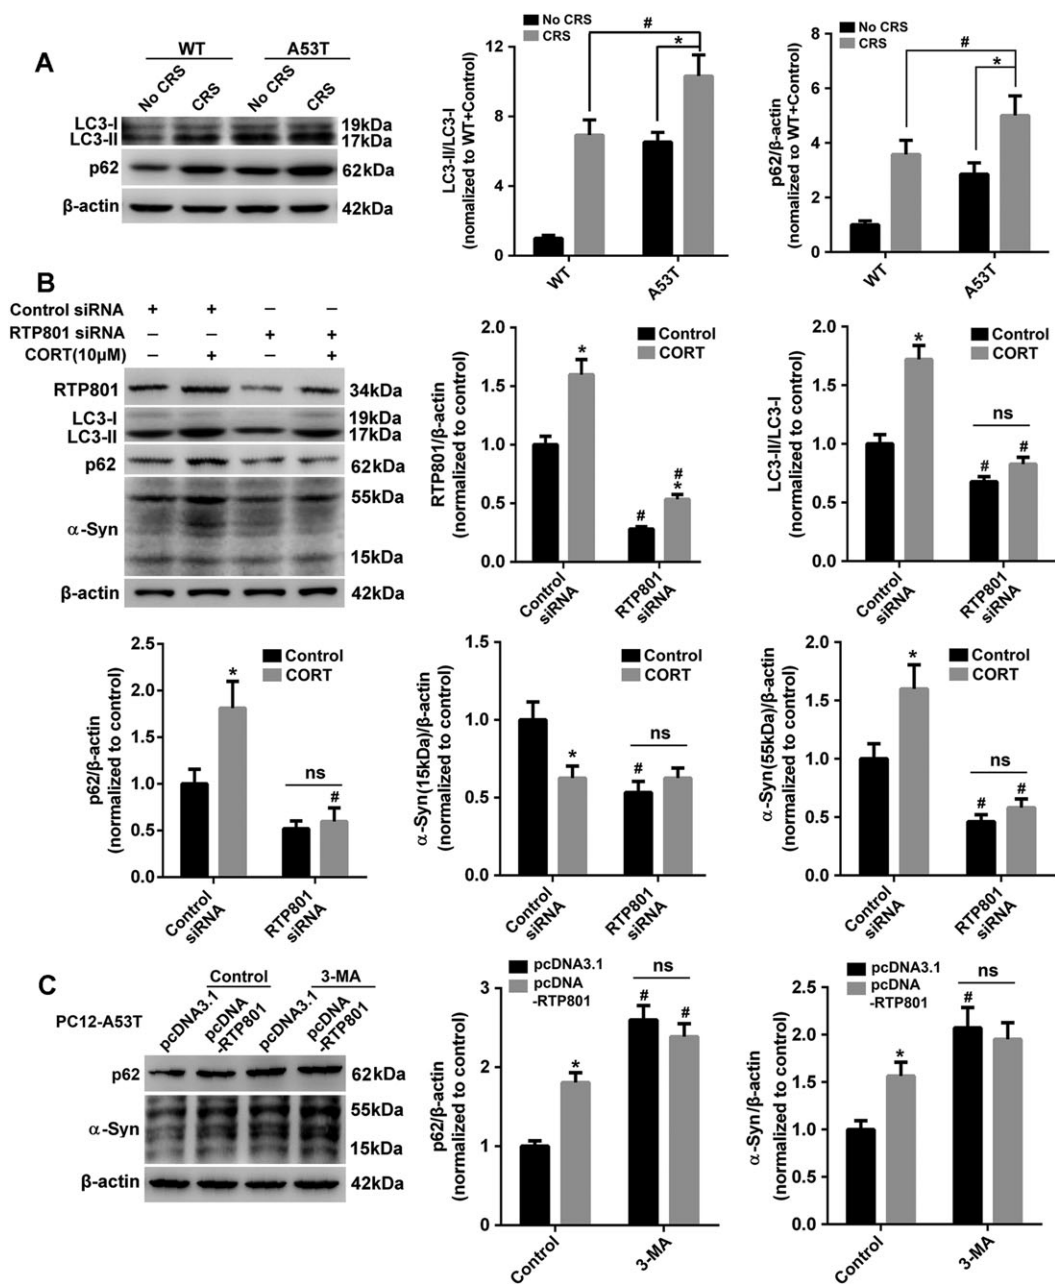 A
WT A53T
No CRS CRS No CRS CRS
LC3-I 19kDa
LC3-II 17kDa
p62 62kDa
β-actin 42kDa
No CRS
CRS
#
*
LC3-II/LC3-I
(nomalized to WT+Control)
12
9
6
3
0
WT A53T
No CRS
CRS
#
*
p62/β-actin
(nomalized to WT+Control)
8
6
4
2
0
WT A53T
B
Control siRNA + + – –
RTP801 siRNA – – + +
CORT(10μM) – + – +
RTP801 34kDa
LC3-I 19kDa
LC3-II 17kDa
p62 62kDa
55kDa
α-Syn
15kDa
β-actin 42kDa
Control
CORT
RTP801/β-actin
(normalized to control)
2.0
1.5
1.0
0.5
0.0
*
#
#
*
Control
siRNA
RTP801
siRNA
Control
CORT
LC3-II/LC3-I
(normalized to control)
2.0
1.5
1.0
0.5
0.0
*
ns
# #
Control
siRNA
RTP801
siRNA
Control
CORT
p62/β-actin
(normalized to control)
2.5
2.0
1.5
1.0
0.5
0.0
*
ns
#
Control
siRNA
RTP801
siRNA
Control
CORT
α-Syn(15kDa)/β-actin
(normalized to control)
1.5
1.0
0.5
0.0
*
ns
#
Control
siRNA
RTP801
siRNA
Control
CORT
α-Syn(55kDa)/β-actin
(normalized to control)
2.0
1.5
1.0
0.5
0.0
*
ns
# #
Control
siRNA
RTP801
siRNA
C
Control 3-MA
PC12-A53T
pcDNA3.1
pcDNA
-RTP801
pcDNA3.1
pcDNA
-RTP801
p62 62kDa
55kDa
α-Syn
15kDa
β-actin 42kDa
pcDNA3.1
pcDNA
-RTP801
p62/β-actin
(normalized to control)
3
2
1
0
*
ns
# #
Control 3-MA
pcDNA3.1
pcDNA
-RTP801
α-Syn/β-actin
(normalized to control)
2.5
2.0
1.5
1.0
0.5
0.0
*
ns
#
Control 3-MA